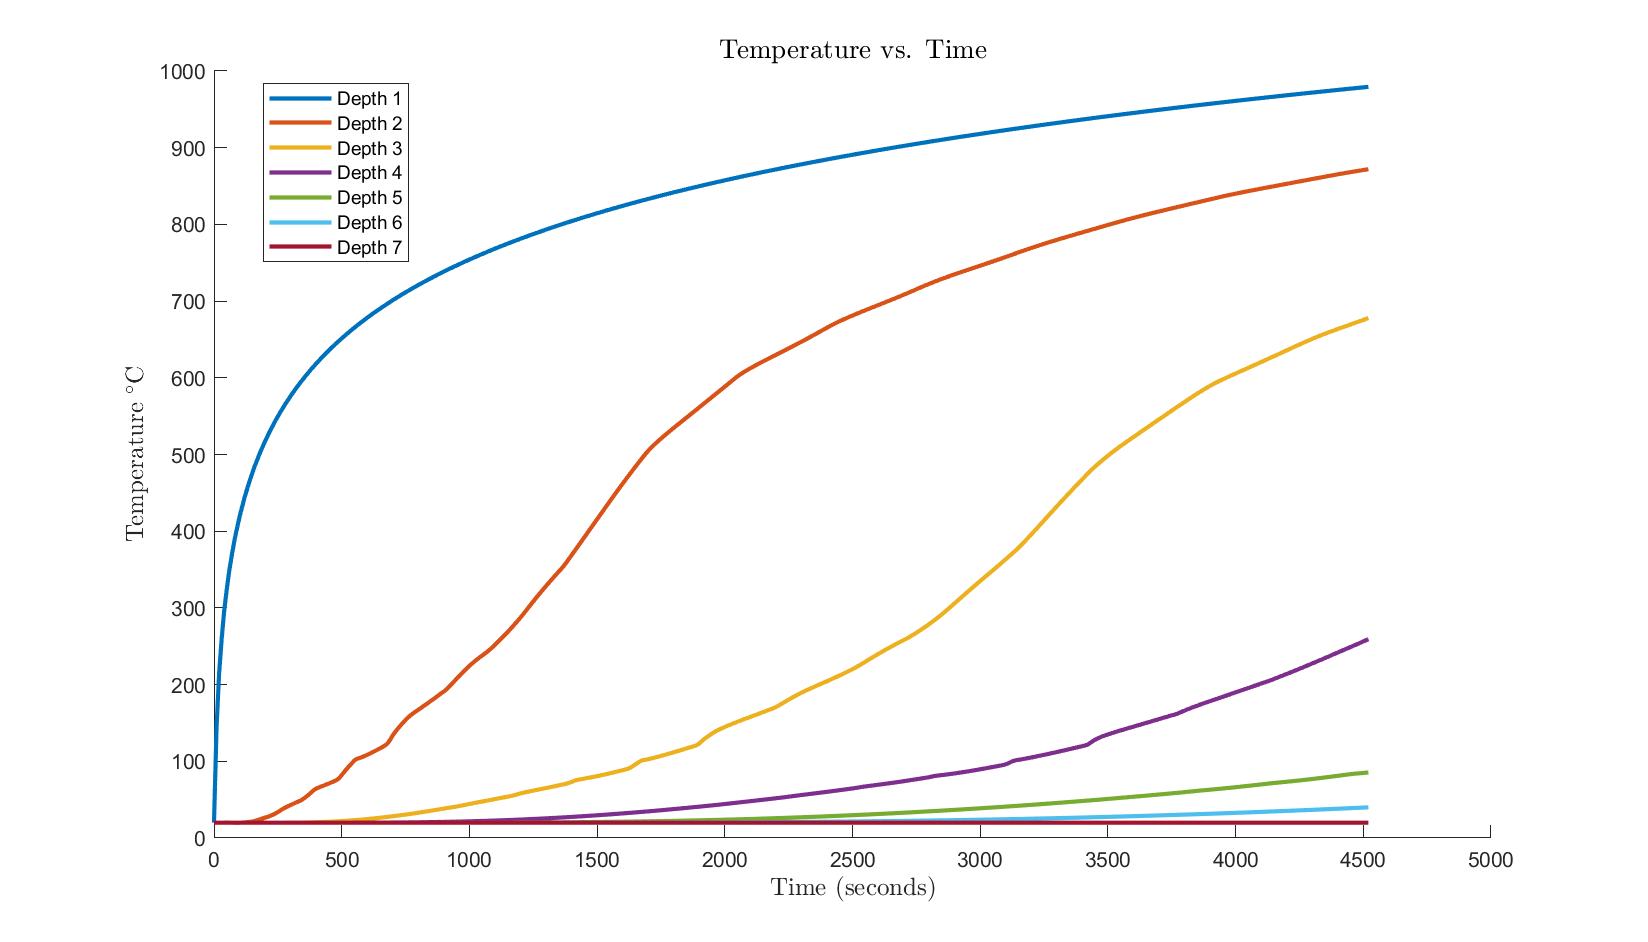 Temperature vs. Time
1000
900
800
700
600
500
400
300
200
100
0
Temperature °C
Depth 1
Depth 2
Depth 3
Depth 4
Depth 5
Depth 6
Depth 7
0 500 1000 1500 2000 2500 3000 3500 4000 4500 5000
Time (seconds)